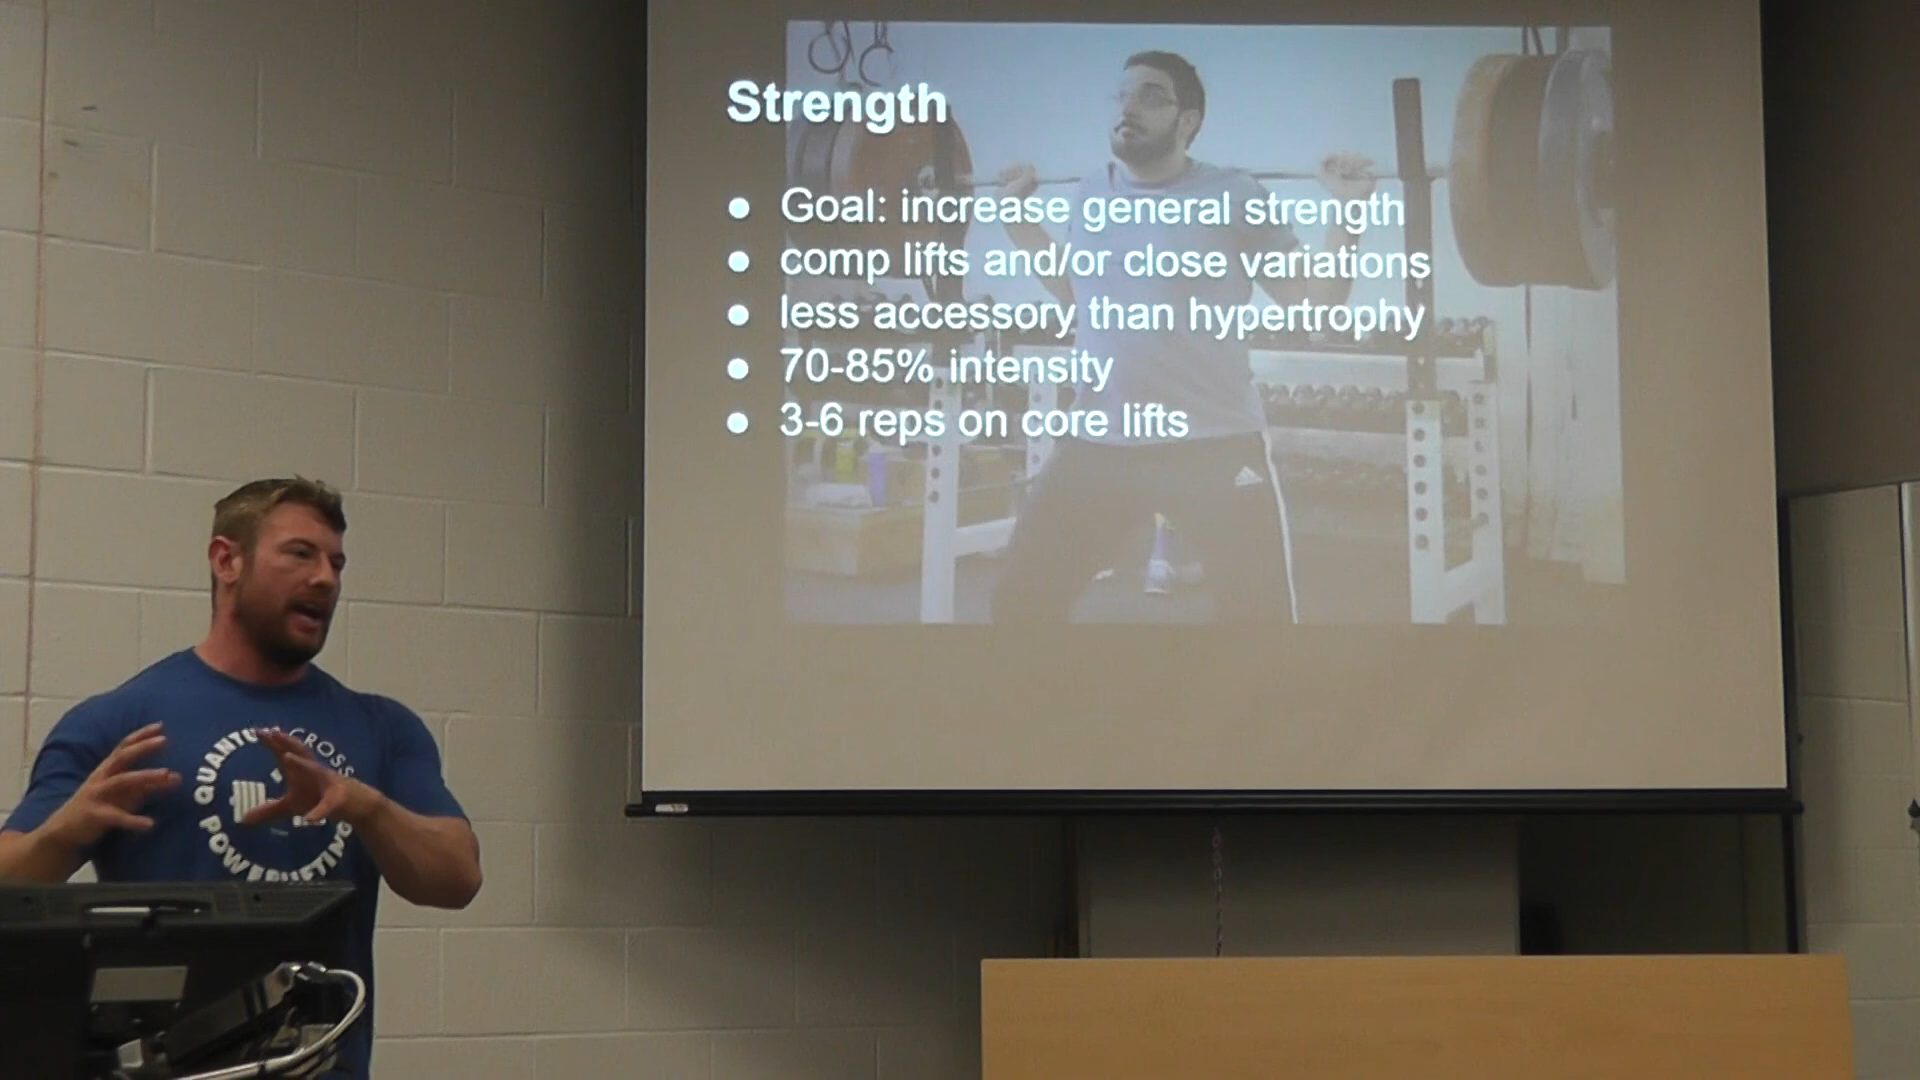 Strength
● Goal: increase general strength
● comp lifts and/or close variations
● less accessory than hypertrophy
● 70-85% intensity
● 3-6 reps on core lifts
QUANTUM CROSS
POWERLIFTING